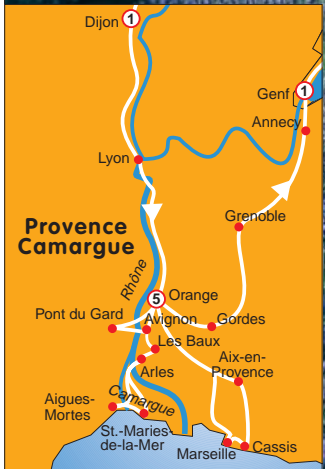 Dijon
1
Genf
1
Annecy
Lyon
Provence
Camargue
Grenoble
Rhône
5
Orange
Pont du Gard
Avignon
Gordes
Les Baux
Aix-en-
Provence
Arles
Camargue
Aigues-
Mortes
St.-Maries-
de-la-Mer
Marseille
Cassis